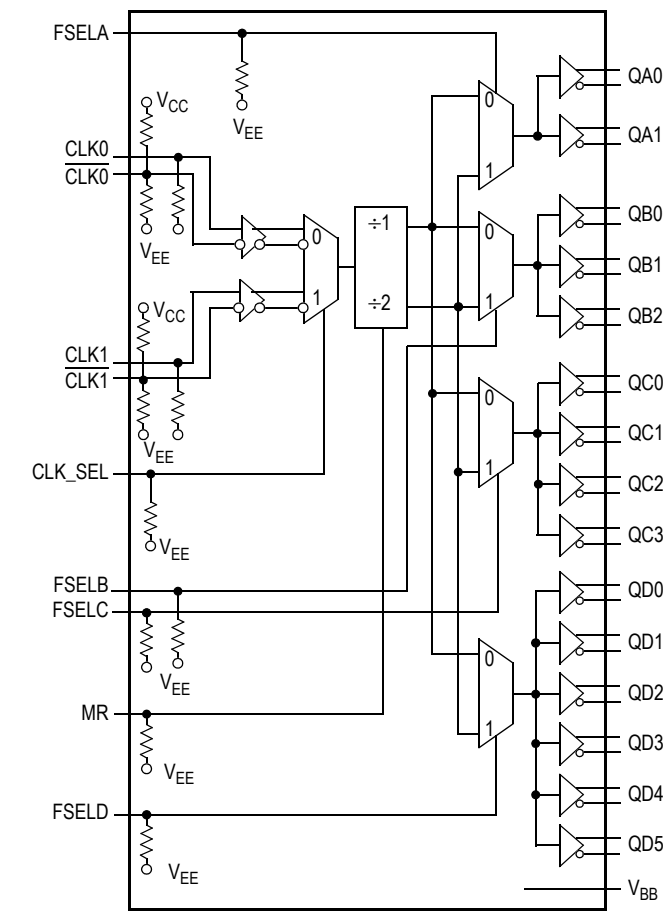 FSELA
VEE
VCC
CLK0
CLK0
VEE
VCC
CLK1
CLK1
VEE
CLK_SEL
VEE
FSELB
FSELC
VEE
MR
VEE
FSELD
VEE
0
1
÷1
÷2
0
1
0
1
0
1
0
1
QA0
QA1
QB0
QB1
QB2
QC0
QC1
QC2
QC3
QD0
QD1
QD2
QD3
QD4
QD5
VBB